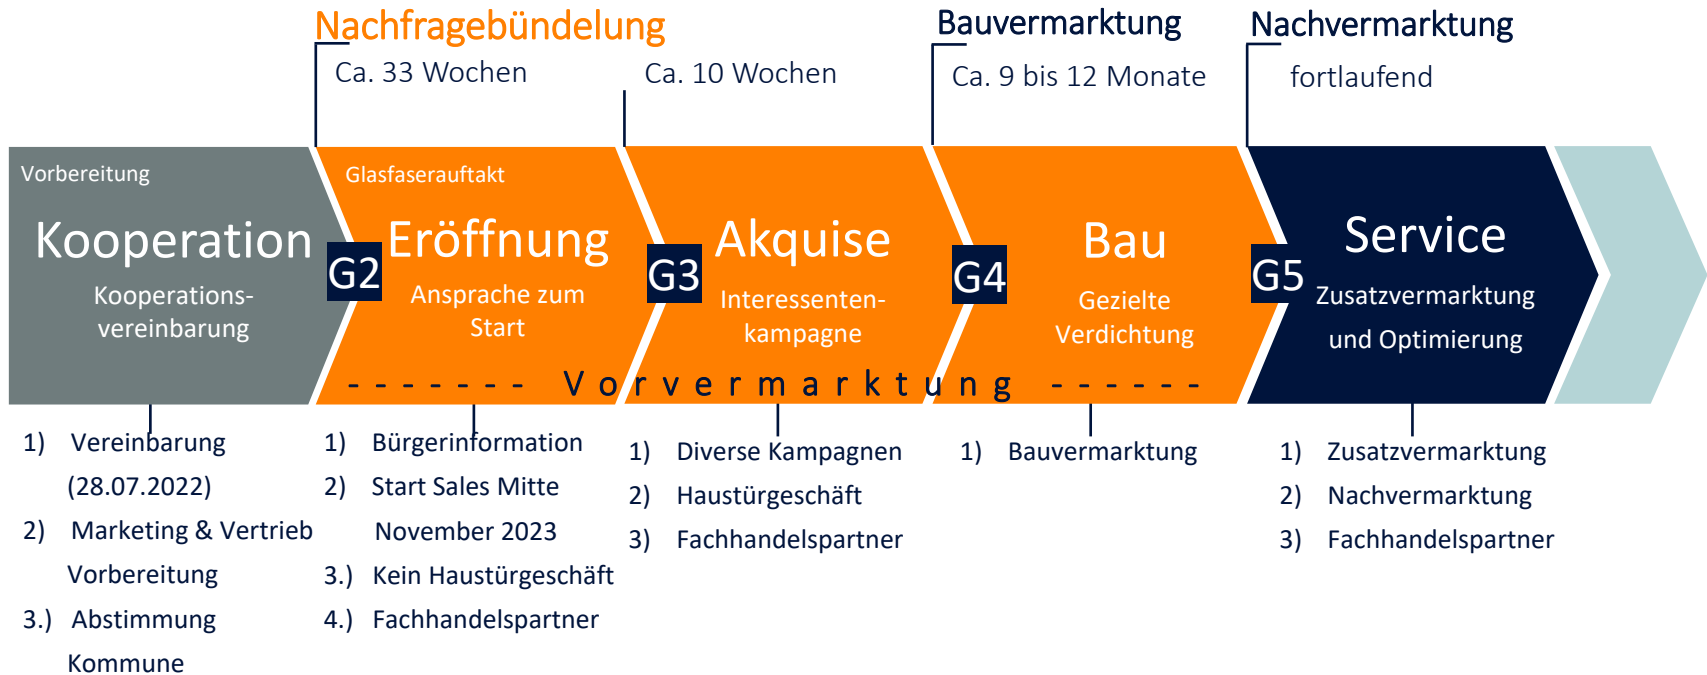 Nachfragebündelung
Ca. 33 Wochen
Ca. 10 Wochen
Bauvermarktung
Ca. 9 bis 12 Monate
Nachvermarktung
fortlaufend
Vorbereitung
Kooperation
Kooperations-
vereinbarung
G2
Glasfaserauftakt
Eröffnung
Ansprache zum
Start
G3
Akquise
Interessenten-
kampagne
G4
Bau
Gezielte
Verdichtung
G5
Service
Zusatzvermarktung
und Optimierung
- - - - - - - V o r v e r m a r k t u n g - - - - - -
1) Vereinbarung
(28.07.2022)
2) Marketing & Vertrieb
Vorbereitung
3.) Abstimmung
Kommune
1) Bürgerinformation
2) Start Sales Mitte
November 2023
3.) Kein Haustürgeschäft
4.) Fachhandelspartner
1) Diverse Kampagnen
2) Haustürgeschäft
3) Fachhandelspartner
1) Bauvermarktung
1) Zusatzvermarktung
2) Nachvermarktung
3) Fachhandelspartner